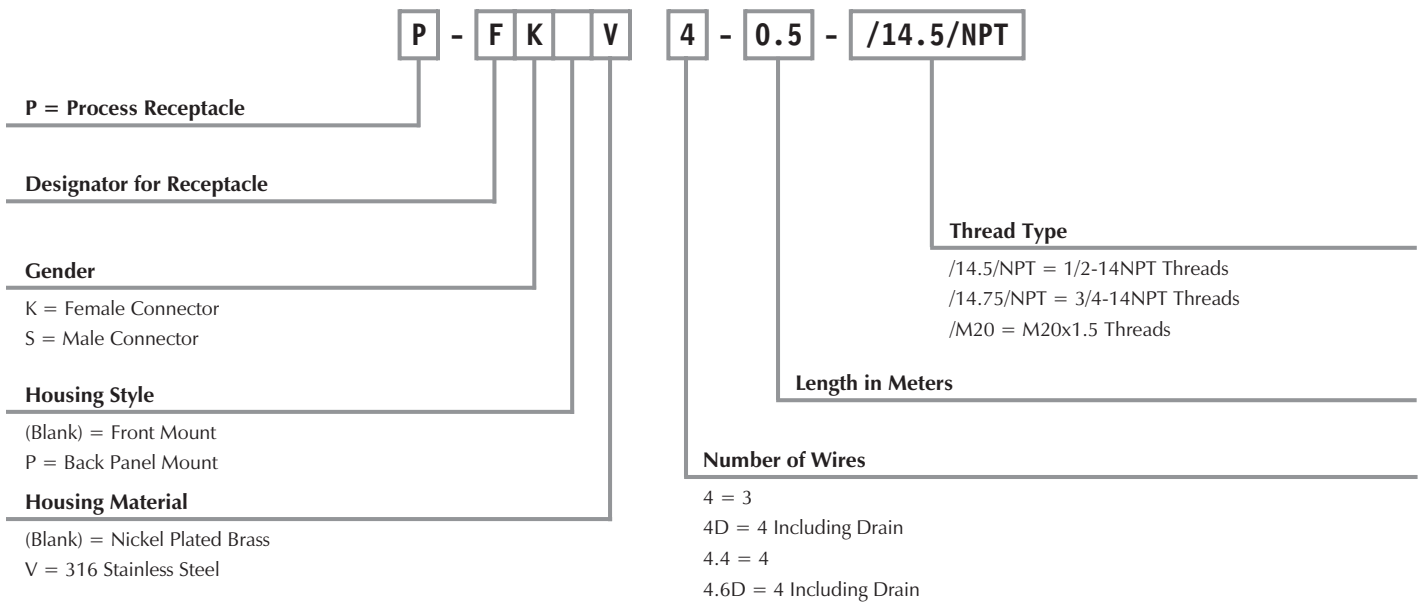 P - F K V 4 - 0.5 - /14.5/NPT
P = Process Receptacle
Designator for Receptacle
Gender
K = Female Connector
S = Male Connector
Housing Style
(Blank) = Front Mount
P = Back Panel Mount
Housing Material
(Blank) = Nickel Plated Brass
V = 316 Stainless Steel
Thread Type
/14.5/NPT = 1/2-14NPT Threads
/14.75/NPT = 3/4-14NPT Threads
/M20 = M20x1.5 Threads
Length in Meters
Number of Wires
4 = 3
4D = 4 Including Drain
4.4 = 4
4.6D = 4 Including Drain